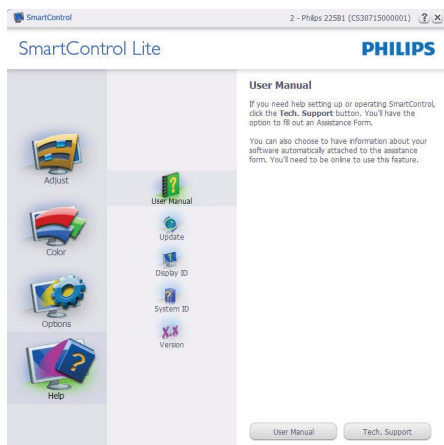 SmartControl
2 - Philips 225B1 (CS30715000001)
SmartControl Lite
PHILIPS
Adjust
Color
Options
Help
User Manual
Update
Display ID
System ID
X.X
Version
User Manual
If you need help setting up or operating SmartControl,
click the Tech. Support button. You'll have the
option to fill out an Assistance Form.
You can also choose to have information about your
software automatically attached to the assistance
form. You'll need to be online to use this feature.
User Manual
Tech. Support